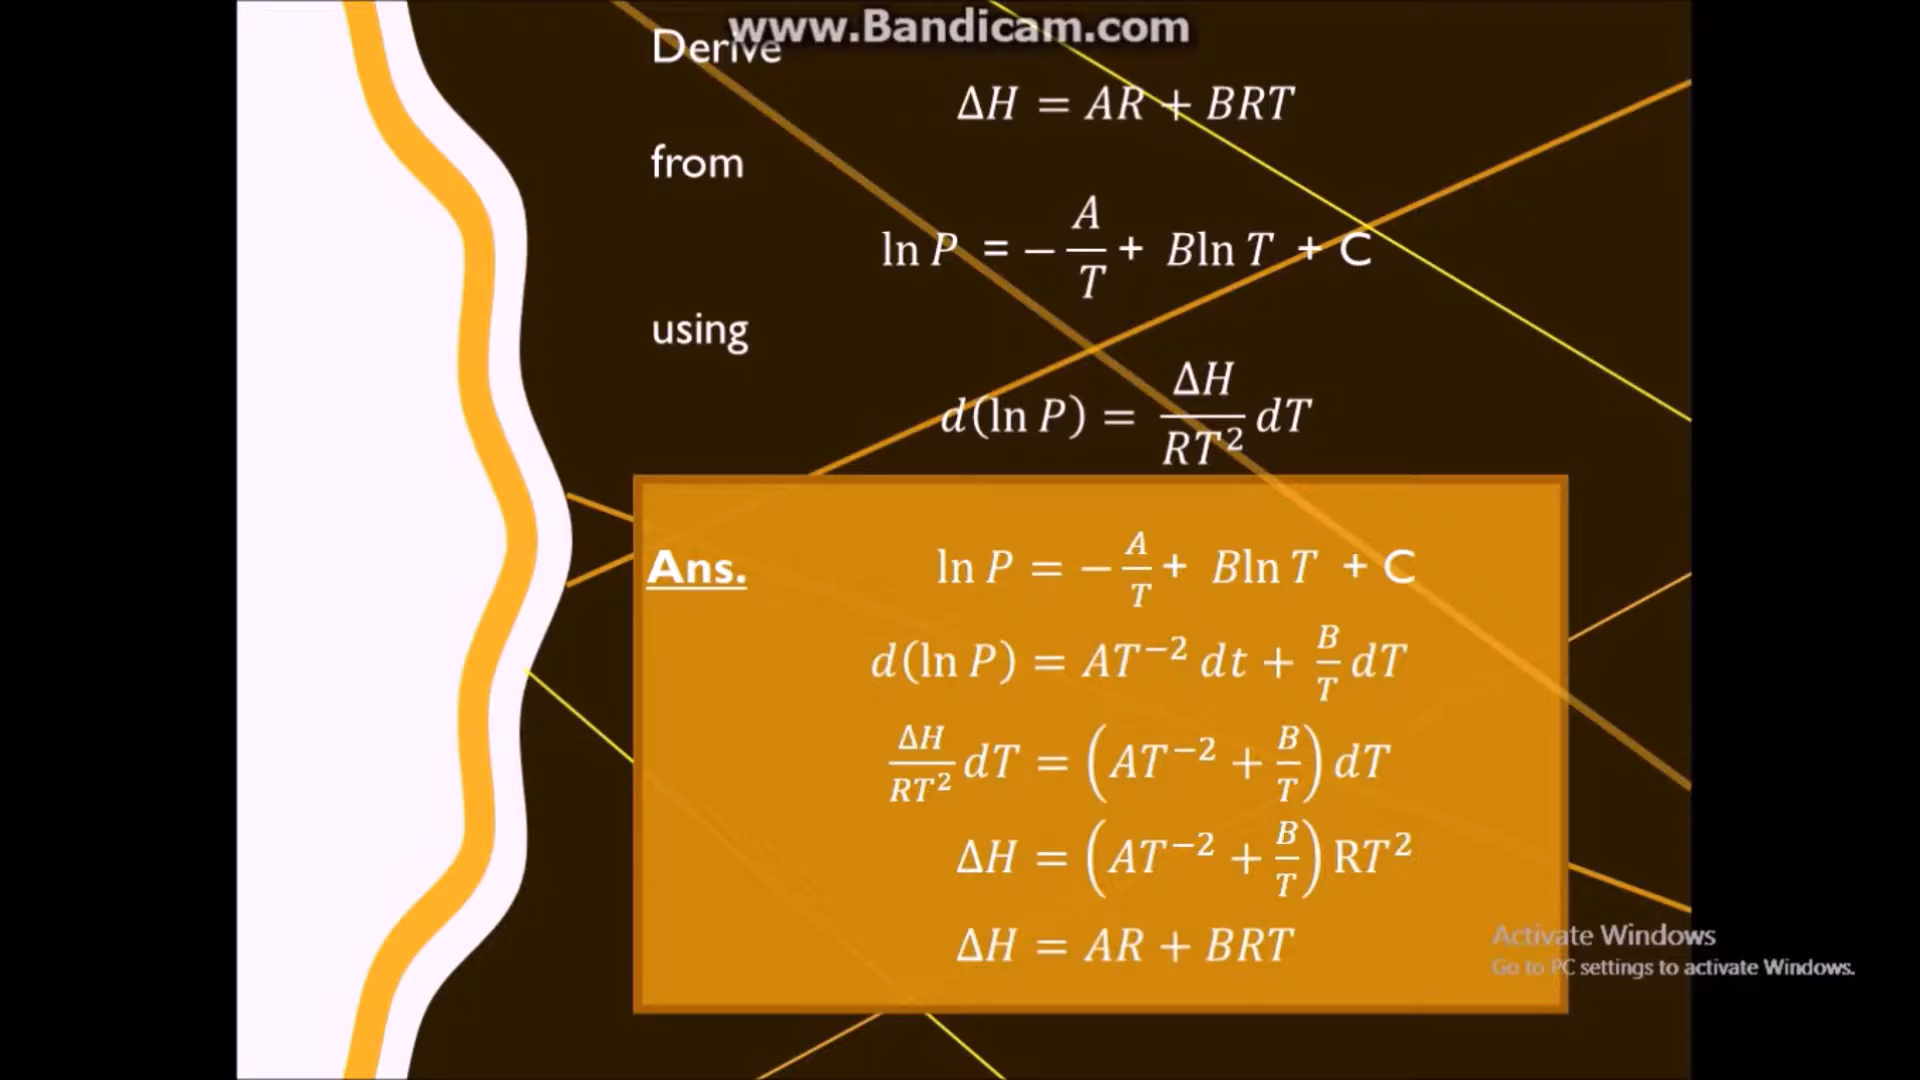 www.Bandicam.com
Derive
ΔH = AR + BRT
from
ln P = −A/T + Bln T + C
using
d(ln P) = ΔH/RT² dT
Ans. ln P = −A/T + Bln T + C
d(ln P) = AT⁻² dt + B/T dT
ΔH/RT² dT = (AT⁻² + B/T) dT
ΔH = (AT⁻² + B/T) RT²
ΔH = AR + BRT
Activate Windows
Go to PC settings to activate Windows.